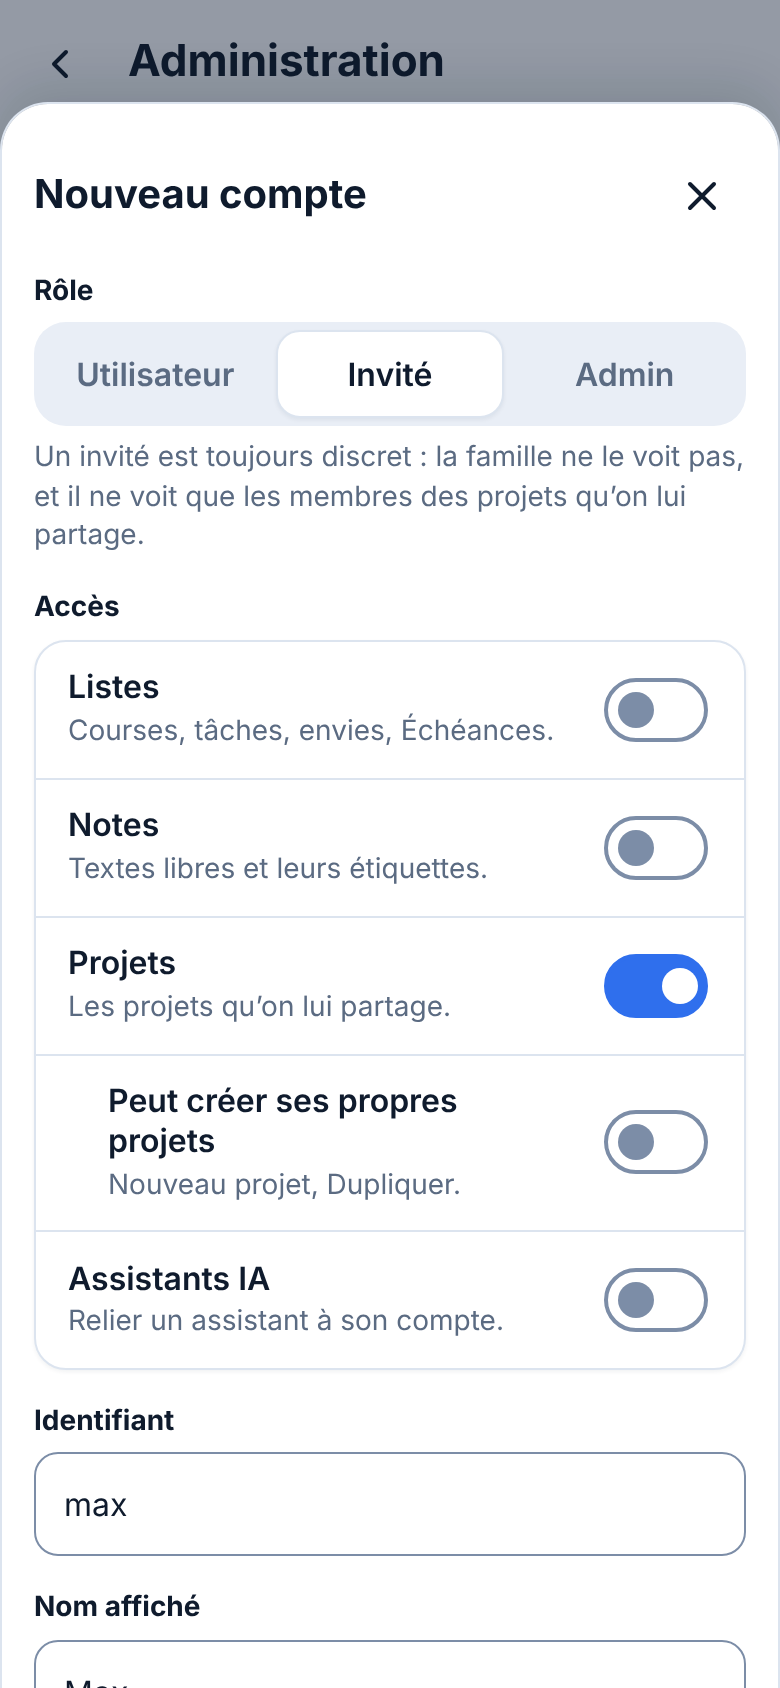 Administration
Nouveau compte
Rôle
Utilisateur
Invité
Admin
Un invité est toujours discret : la famille ne le voit pas,
et il ne voit que les membres des projets qu’on lui
partage.
Accès
Listes
Courses, tâches, envies, Échéances.
Notes
Textes libres et leurs étiquettes.
Projets
Les projets qu’on lui partage.
Peut créer ses propres
projets
Nouveau projet, Dupliquer.
Assistants IA
Relier un assistant à son compte.
Identifiant
max
Nom affiché